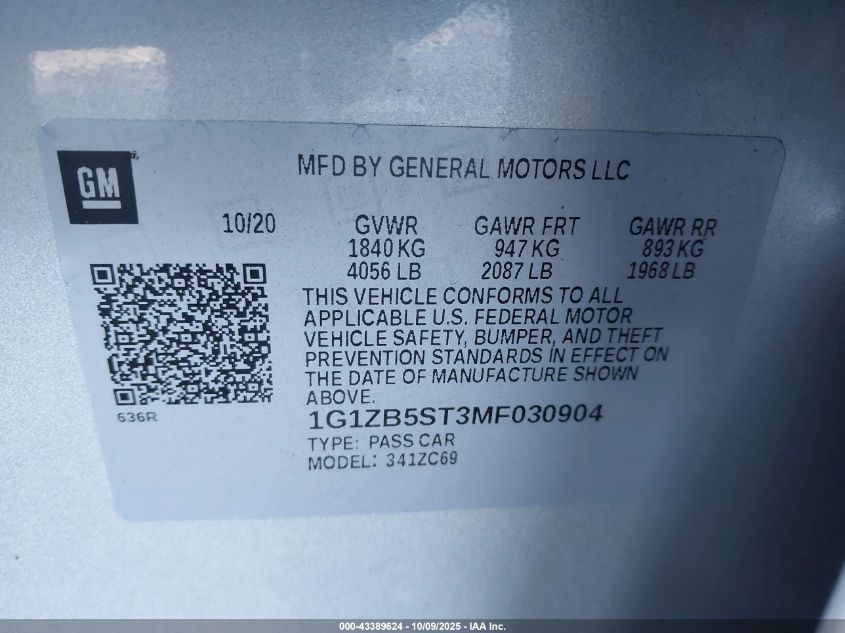 GM
MFD BY GENERAL MOTORS LLC
10/20 GVWR GAWR FRT GAWR RR
1840 KG 947 KG 893 KG
4056 LB 2087 LB 1968 LB
THIS VEHICLE CONFORMS TO ALL
APPLICABLE U.S. FEDERAL MOTOR
VEHICLE SAFETY, BUMPER, AND THEFT
PREVENTION STANDARDS IN EFFECT ON
THE DATE OF MANUFACTURE SHOWN
ABOVE.
636R
1G1ZB5ST3MF030904
TYPE: PASS CAR
MODEL: 341ZC69
000-43389624 - 10/09/2025 - IAA Inc.